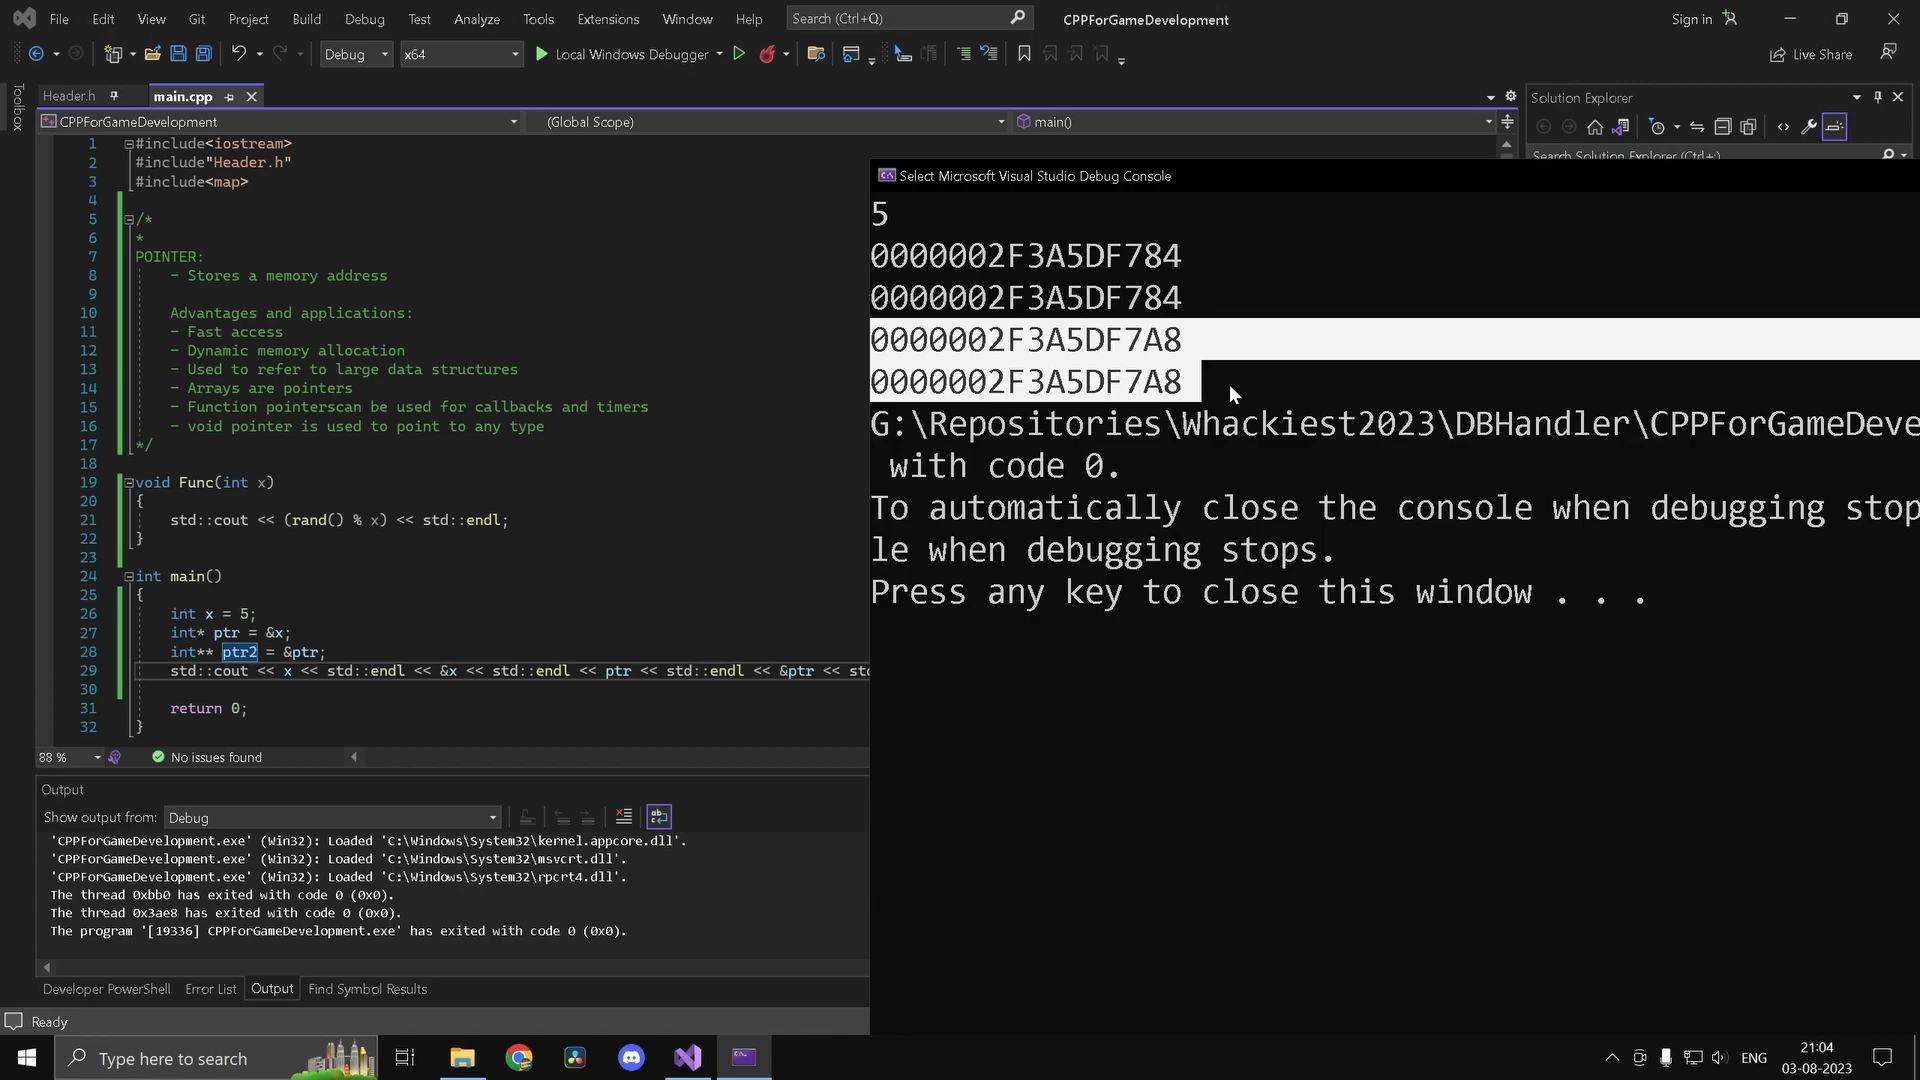 File Edit View Git Project Build Debug Test Analyze Tools Extensions Window Help Search (Ctrl+Q) CPPForGameDevelopment Sign in
Debug x64 Local Windows Debugger Live Share
Toolbox
Header.h main.cpp
Solution Explorer
CPPForGameDevelopment (Global Scope) main()
Search Solution Explorer (Ctrl+;)
1 #include<iostream>
2 #include"Header.h"
3 #include<map>
4
5 /*
6 *
7 POINTER:
8 - Stores a memory address
9
10 Advantages and applications:
11 - Fast access
12 - Dynamic memory allocation
13 - Used to refer to large data structures
14 - Arrays are pointers
15 - Function pointerscan be used for callbacks and timers
16 - void pointer is used to point to any type
17 */
18
19 void Func(int x)
20 {
21 std::cout << (rand() % x) << std::endl;
22 }
23
24 int main()
25 {
26 int x = 5;
27 int* ptr = &x;
28 int** ptr2 = &ptr;
29 std::cout << x << std::endl << &x << std::endl << ptr << std::endl << &ptr << std
30
31 return 0;
32 }
Select Microsoft Visual Studio Debug Console
5
0000002F3A5DF784
0000002F3A5DF784
0000002F3A5DF7A8
0000002F3A5DF7A8
G:\Repositories\Whackiest2023\DBHandler\CPPForGameDeve
with code 0.
To automatically close the console when debugging stop
le when debugging stops.
Press any key to close this window . . .
88 % No issues found
Output
Show output from: Debug
'CPPForGameDevelopment.exe' (Win32): Loaded 'C:\Windows\System32\kernel.appcore.dll'.
'CPPForGameDevelopment.exe' (Win32): Loaded 'C:\Windows\System32\msvcrt.dll'.
'CPPForGameDevelopment.exe' (Win32): Loaded 'C:\Windows\System32\rpcrt4.dll'.
The thread 0xbb0 has exited with code 0 (0x0).
The thread 0x3ae8 has exited with code 0 (0x0).
The program '[19336] CPPForGameDevelopment.exe' has exited with code 0 (0x0).
Developer PowerShell Error List Output Find Symbol Results
Ready
Type here to search
ENG
21:04
03-08-2023